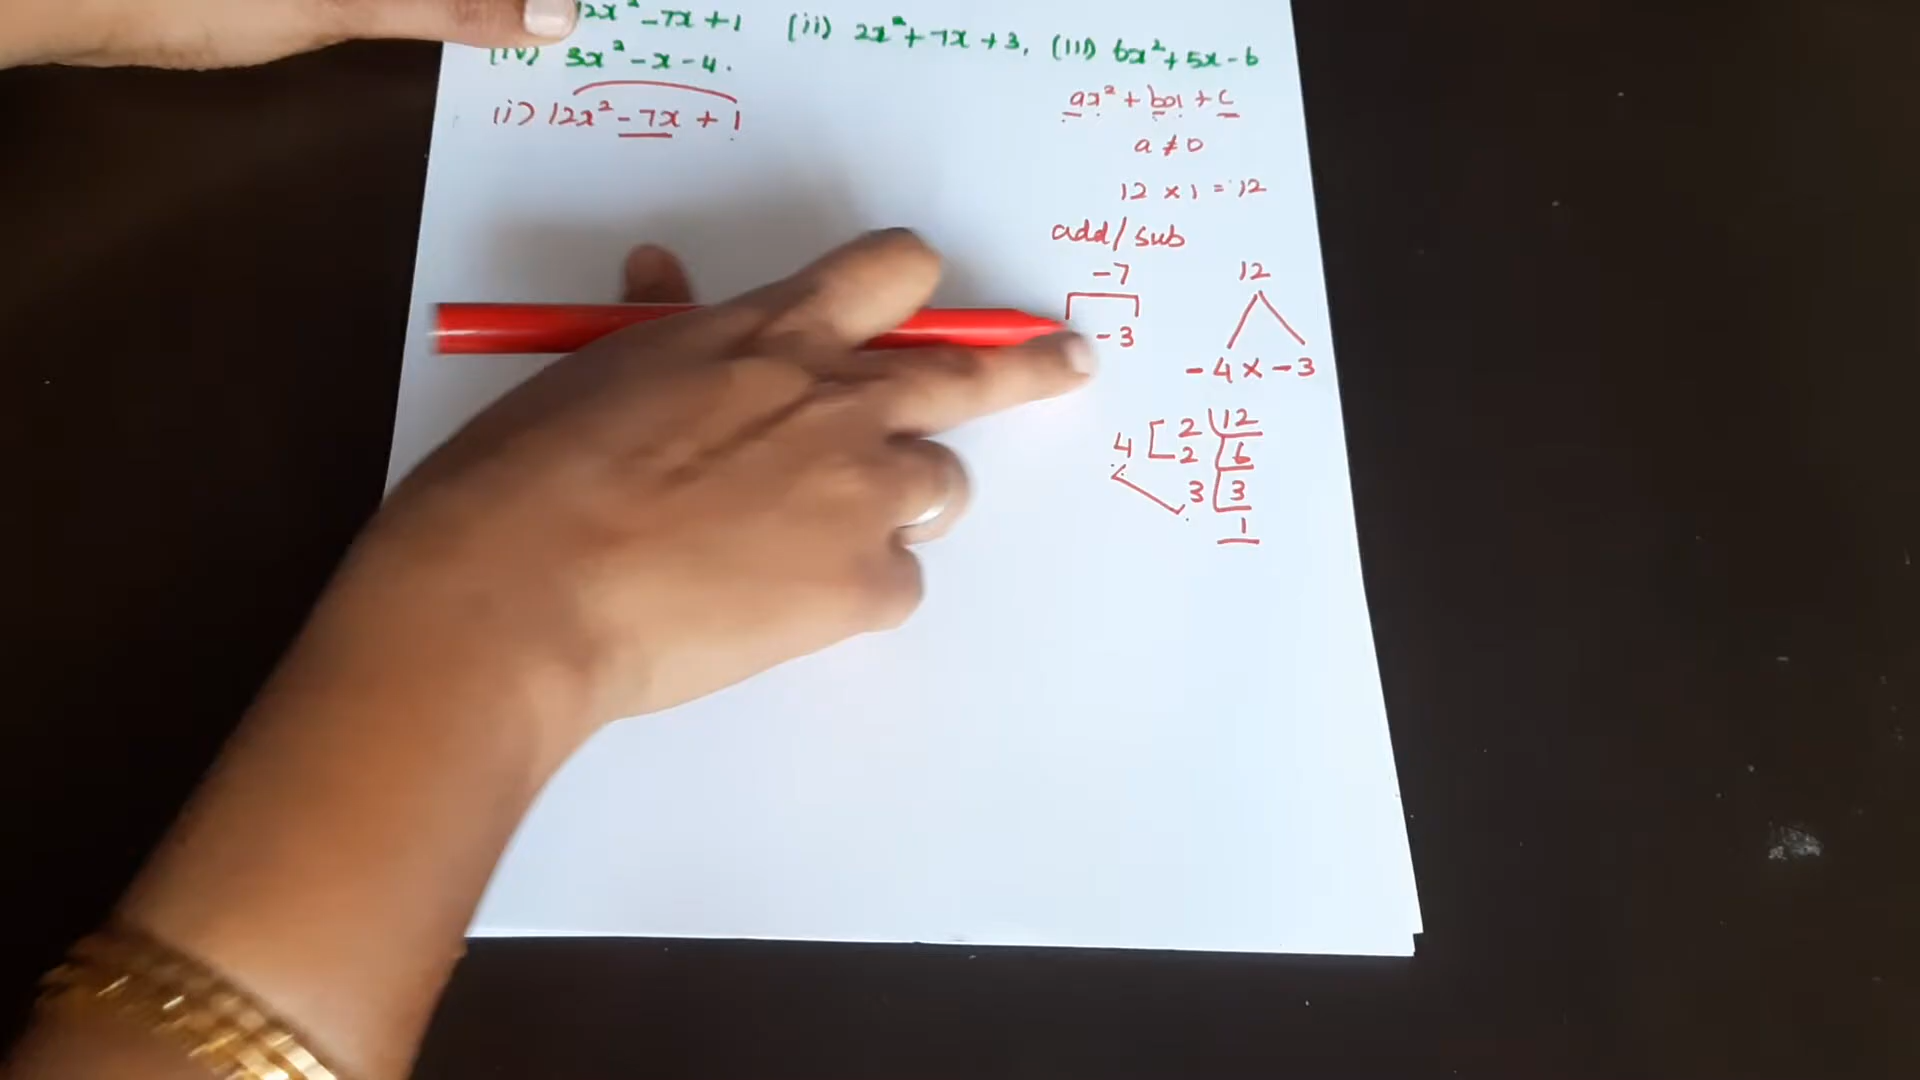 12x² - 7x + 1 (ii) 2x² + 7x + 3, (III) 6x² + 5x - 6
(iv) 3x² - x - 4.
(i) 12x² - 7x + 1
ax² + bx + c
a ≠ 0
12 × 1 = 12
add/sub
-7 12
-3
-4 × -3
4 2 12
2 6
3 3
1